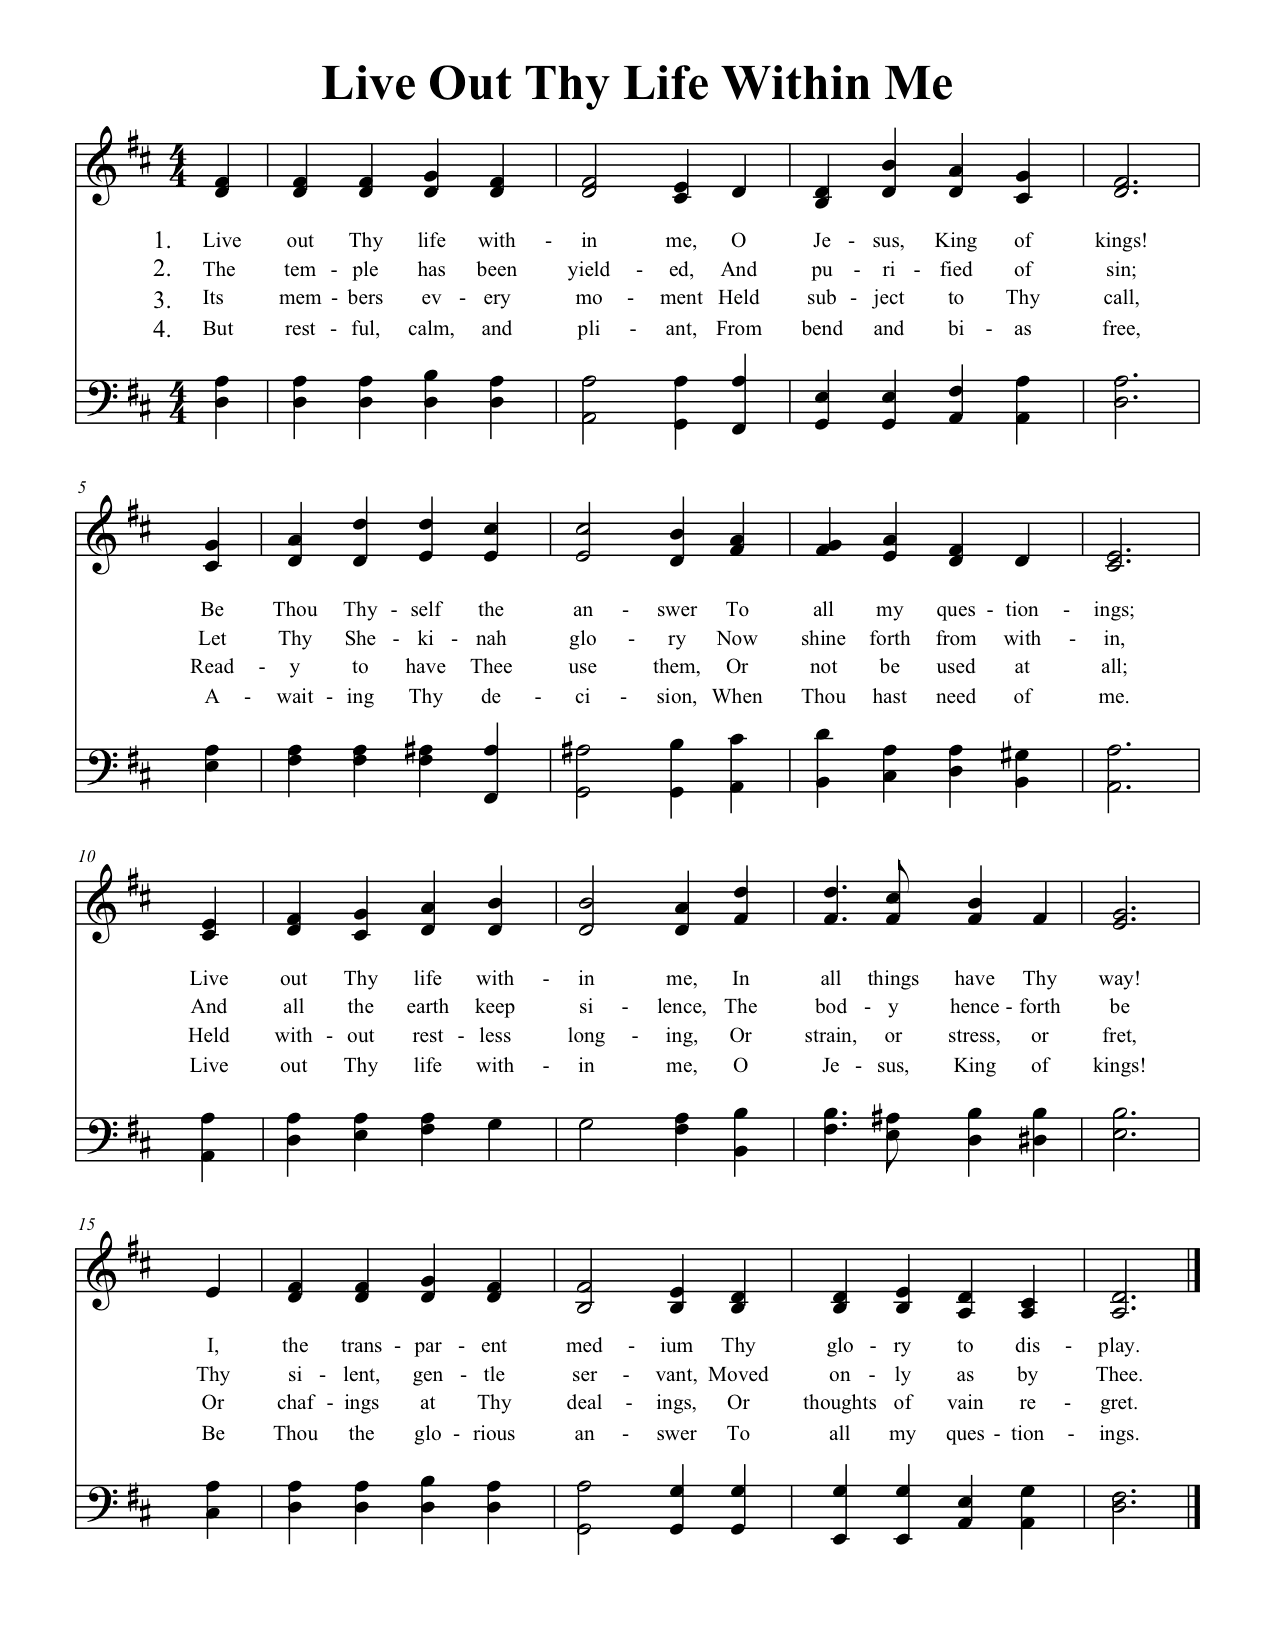 Live Out Thy Life Within Me
4
4
1. Live out Thy life with - in me, O Je - sus, King of kings!
2. The tem - ple has been yield - ed, And pu - ri - fied of sin;
3. Its mem - bers ev - ery mo - ment Held sub - ject to Thy call,
4. But rest - ful, calm, and pli - ant, From bend and bi - as free,
4
4
5
Be Thou Thy - self the an - swer To all my ques - tion - ings;
Let Thy She - ki - nah glo - ry Now shine forth from with - in,
Read - y to have Thee use them, Or not be used at all;
A - wait - ing Thy de - ci - sion, When Thou hast need of me.
10
Live out Thy life with - in me, In all things have Thy way!
And all the earth keep si - lence, The bod - y hence - forth be
Held with - out rest - less long - ing, Or strain, or stress, or fret,
Live out Thy life with - in me, O Je - sus, King of kings!
15
I, the trans - par - ent med - ium Thy glo - ry to dis - play.
Thy si - lent, gen - tle ser - vant, Moved on - ly as by Thee.
Or chaf - ings at Thy deal - ings, Or thoughts of vain re - gret.
Be Thou the glo - rious an - swer To all my ques - tion - ings.